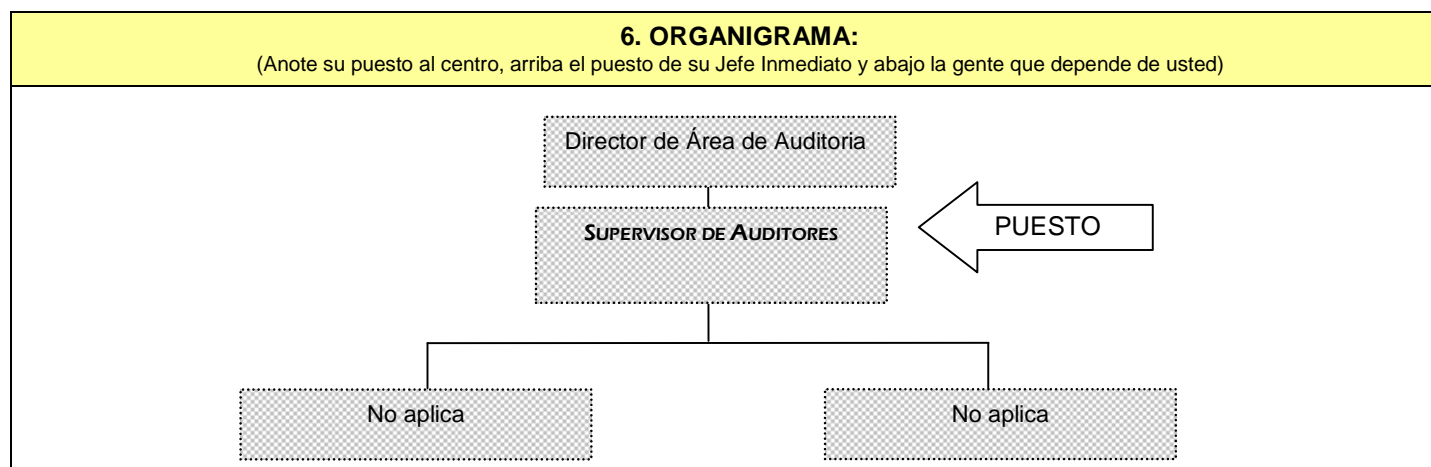 6. ORGANIGRAMA:
(Anote su puesto al centro, arriba el puesto de su Jefe Inmediato y abajo la gente que depende de usted)
Director de Área de Auditoria
SUPERVISOR DE AUDITORES
PUESTO
No aplica
No aplica